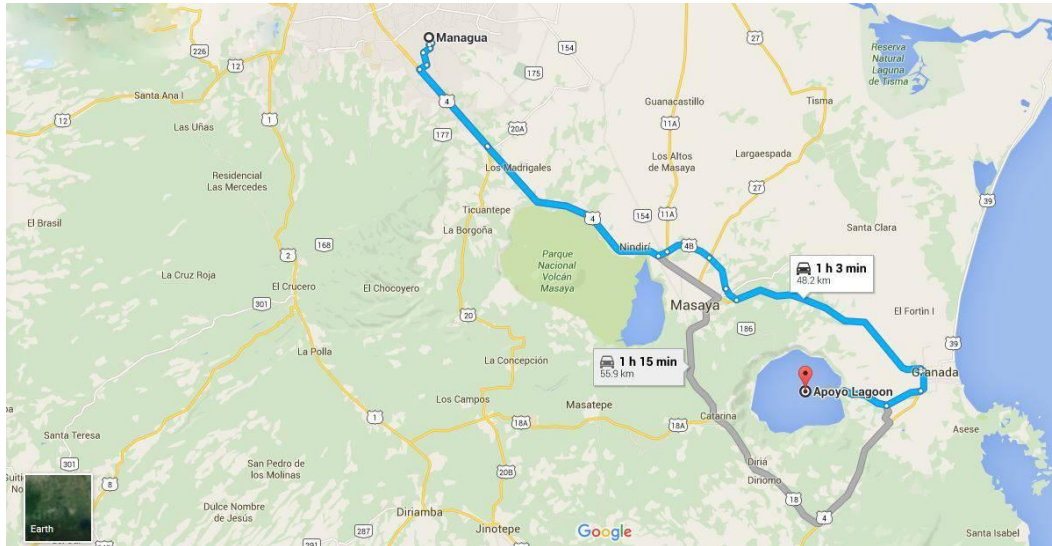 Managua
226
12
154
27
Reserva
Natural
Laguna
de Tisma
175
Santa Ana I
4
Guanacastillo
Tisma
12
Las Uñas
1
177
20A
11A
Residencial
Las Mercedes
Los Madrigales
Los Altos
de Masaya
Largaespada
27
39
El Brasil
Ticuantepe
4
154
11A
La Borgoña
Santa Clara
168
Nindirí
4B
2
Parque
Nacional
Volcán
Masaya
1 h 3 min
48.2 km
La Cruz Roja
El Crucero
El Chocoyero
301
Masaya
El Fortín I
20
186
39
La Polla
La Concepción
1 h 15 min
55.9 km
Granada
Apoyo Lagoon
Los Campos
Masatepe
1
18A
18A
Catarina
Asese
Santa Teresa
301
San Pedro de
los Molinos
20B
Diriá
Diriomo
8
18
Dulce Nombre
de Jesús
Diriamba
4
Earth
287
Jinotepe
Google
Santa Isabel
291